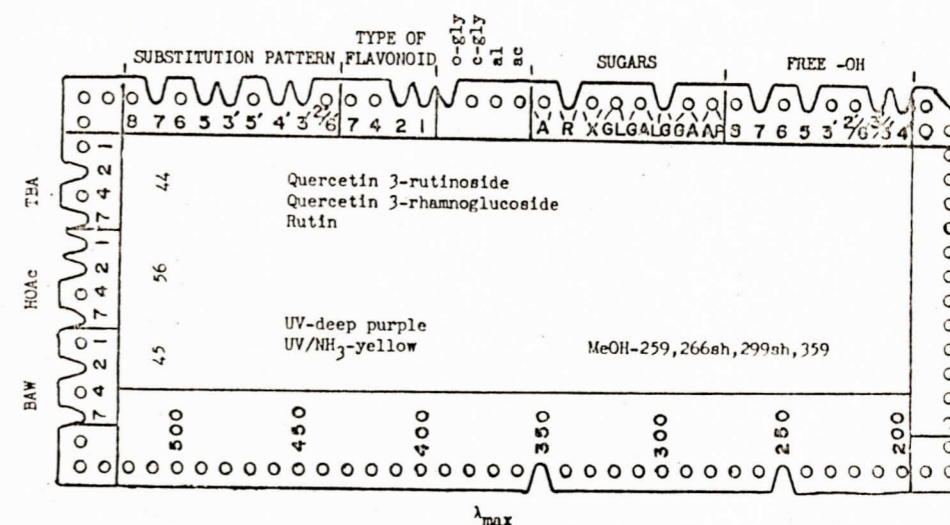 SUBSTITUTION PATTERN
TYPE OF
FLAVONOID
o-gly
c-gly
al
ac
SUGARS
FREE -OH
8 7 6 5 3' 5' 4' 3' 2'/6'
7 4 2 1
A R X GL GAL GG AA
7 6 5 3' 2'/6' 4
TBA
1 2 4 7
44
Quercetin 3-rutinoside
Quercetin 3-rhamnoglucoside
Rutin
HOAc
1 2 4 7
56
BAW
1 2 4 7
45
UV-deep purple
UV/NH3-yellow
MeOH-259,266sh,299sh,359
500 450 400 350 300 250 200
λmax